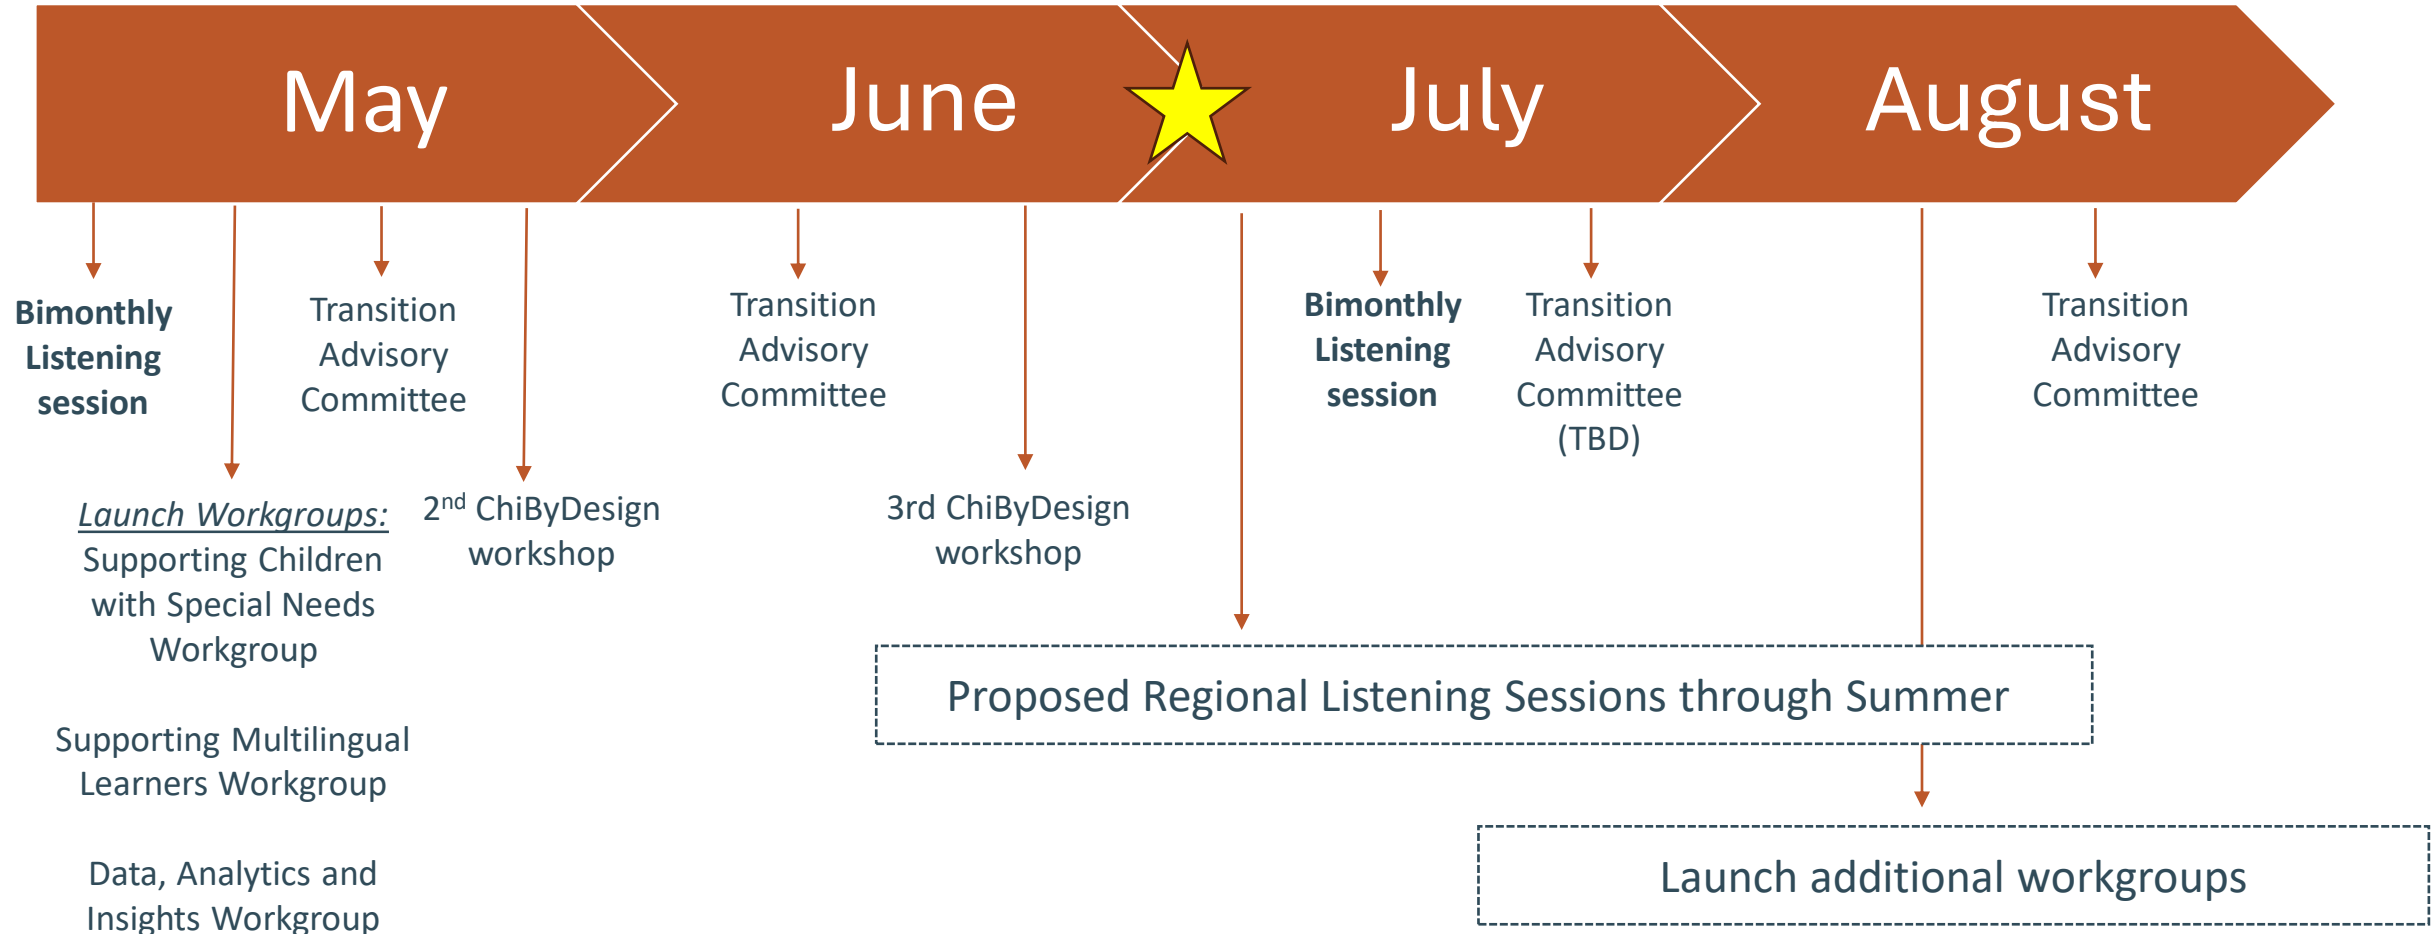 May
June
July
August
Bimonthly
Listening
session
Launch Workgroups:
Supporting Children
with Special Needs
Workgroup
Supporting Multilingual
Learners Workgroup
Data, Analytics and
Insights Workgroup
Transition
Advisory
Committee
2nd ChiByDesign
workshop
Transition
Advisory
Committee
3rd ChiByDesign
workshop
Proposed Regional Listening Sessions through Summer
Bimonthly
Listening
session
Transition
Advisory
Committee
(TBD)
Launch additional workgroups
Transition
Advisory
Committee